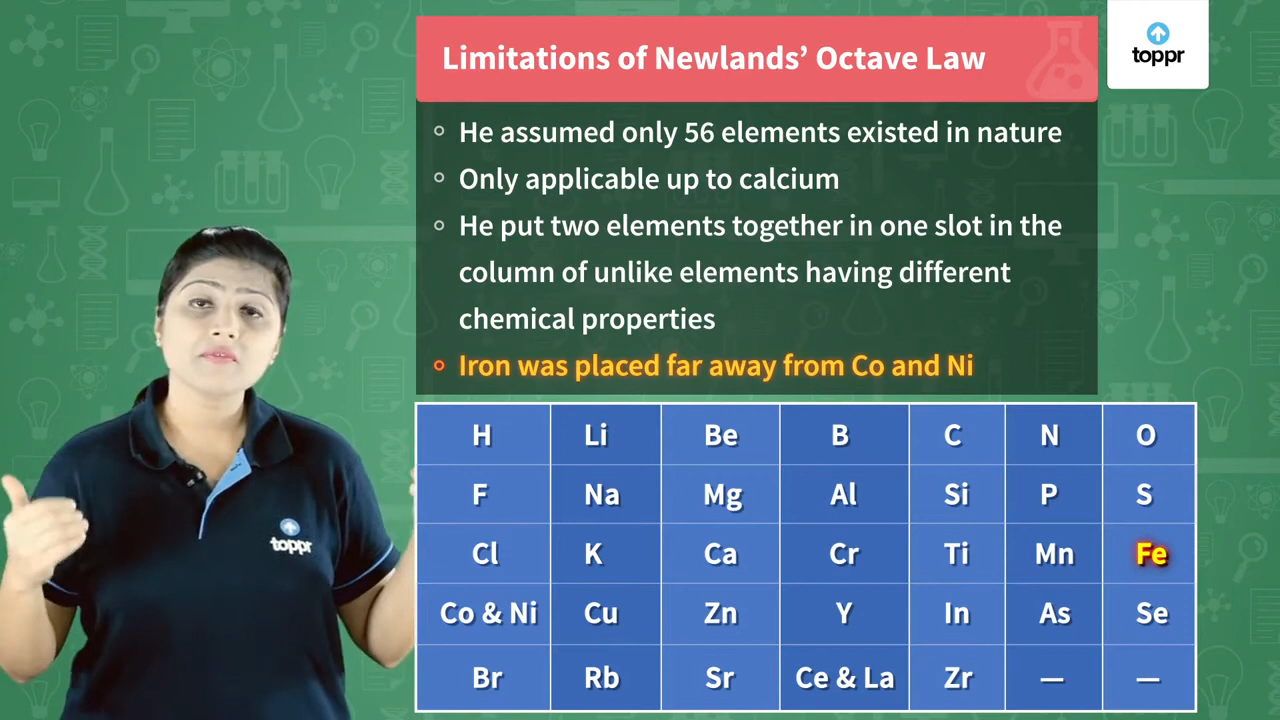 Limitations of Newlands’ Octave Law
toppr
He assumed only 56 elements existed in nature
Only applicable up to calcium
He put two elements together in one slot in the
column of unlike elements having different
chemical properties
Iron was placed far away from Co and Ni
H Li Be B C N O
F Na Mg Al Si P S
Cl K Ca Cr Ti Mn Fe
Co & Ni Cu Zn Y In As Se
Br Rb Sr Ce & La Zr — —
toppr